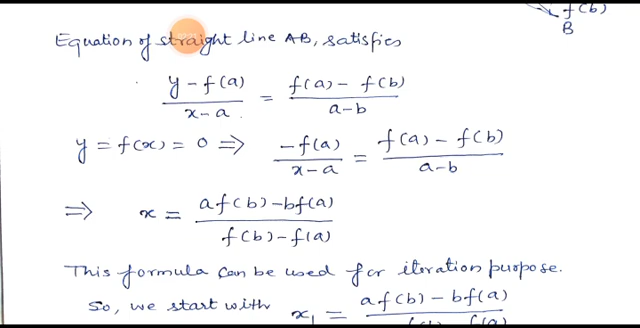 f(b)
B
Equation of straight line AB, satisfies
(y - f(a))/(x - a) = (f(a) - f(b))/(a - b)
y = f(x) = 0 ⇒ (-f(a))/(x - a) = (f(a) - f(b))/(a - b)
⇒ x = (af(b) - bf(a))/(f(b) - f(a))
This formula can be used for iteration purpose.
So, we start with x₁ = (af(b) - bf(a))/(f(b) - f(a))